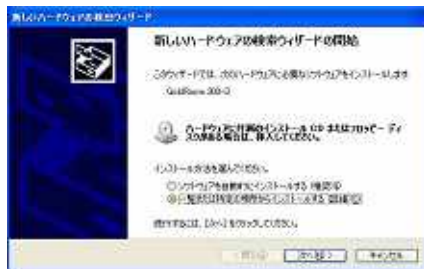 新しいハードウェアの検出ウィザード
新しいハードウェアの検索ウィザードの開始
このウィザードでは、次のハードウェアに必要なソフトウェアをインストールします
ハードウェアに付属のインストール CD またはフロッピー ディ
スクがある場合は、挿入してください。
インストール方法を選んでください。
ソフトウェアを自動的にインストールする (推奨)(I)
一覧または特定の場所からインストールする (詳細)(S)
続行するには、[次へ] をクリックしてください。
< 戻る(B) 次へ(N) > キャンセル